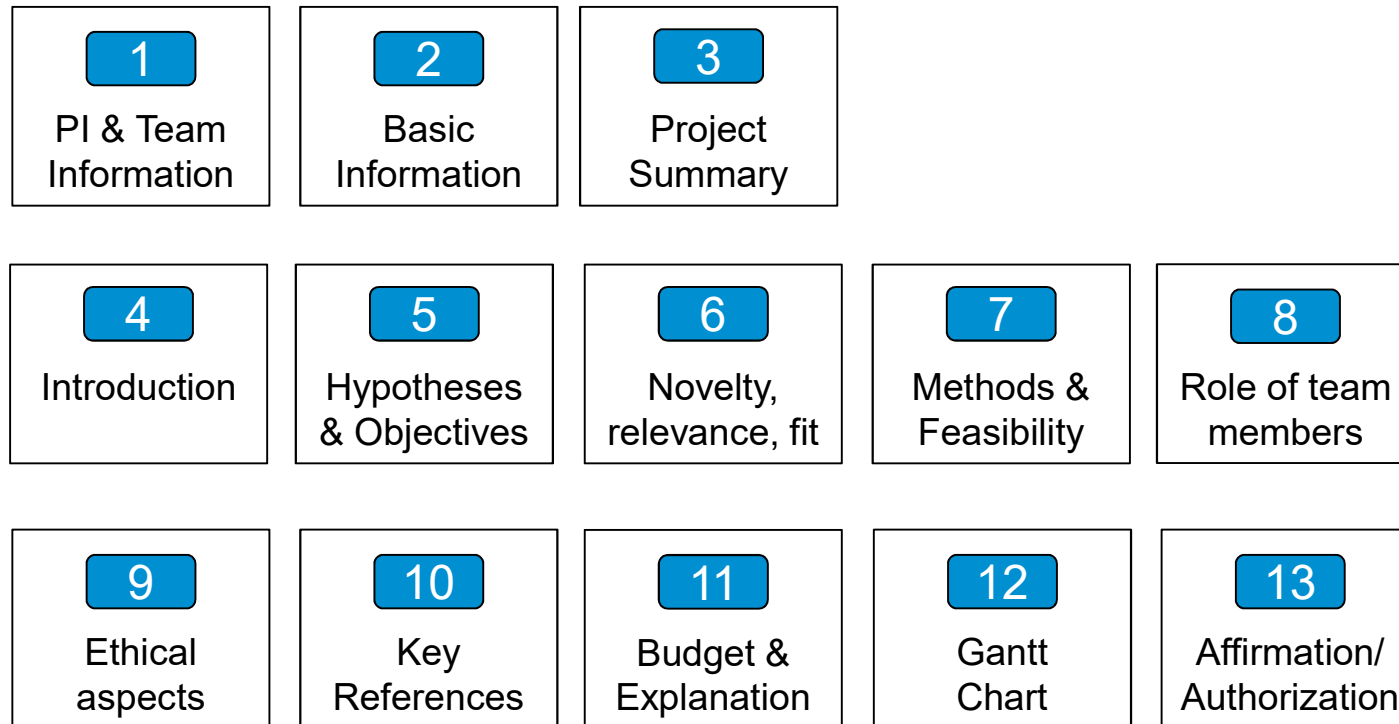 1
PI & Team
Information
2
Basic
Information
3
Project
Summary
4
Introduction
5
Hypotheses
& Objectives
6
Novelty,
relevance, fit
7
Methods &
Feasibility
8
Role of team
members
9
Ethical
aspects
10
Key
References
11
Budget &
Explanation
12
Gantt
Chart
13
Affirmation/
Authorization